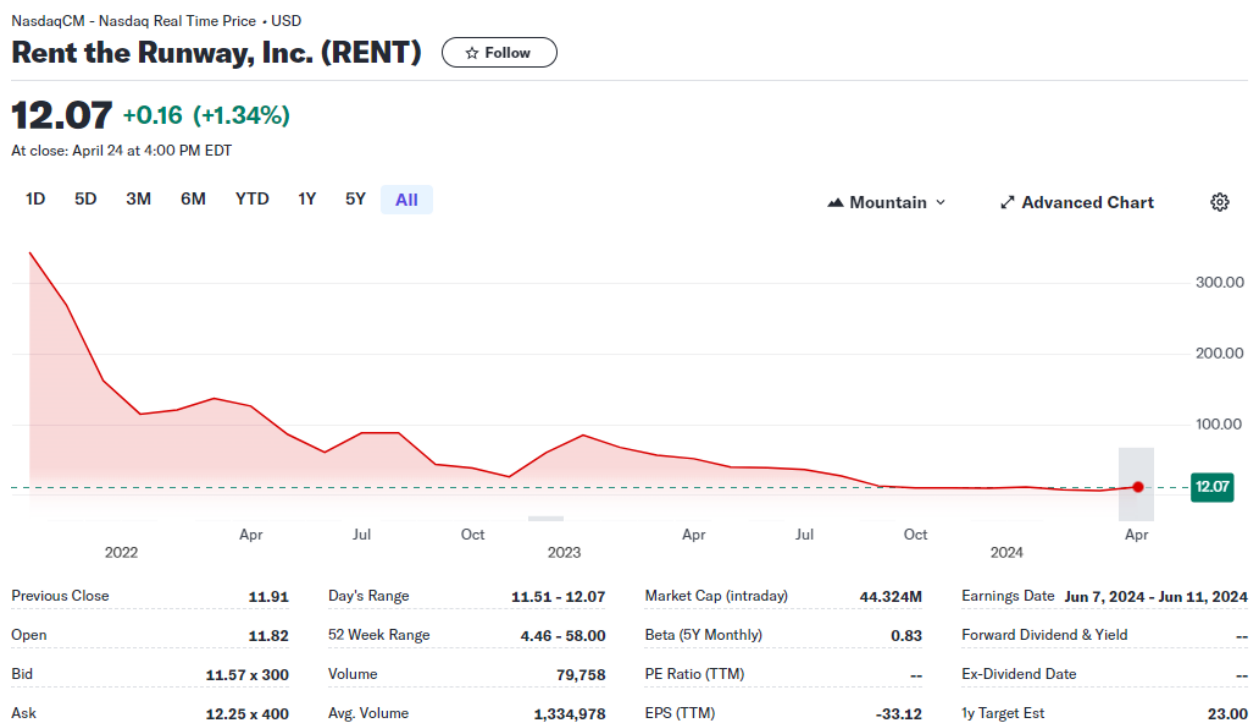 NasdaqCM - Nasdaq Real Time Price • USD
Rent the Runway, Inc. (RENT)
Follow
12.07 +0.16 (+1.34%)
At close: April 24 at 4:00 PM EDT
1D 5D 3M 6M YTD 1Y 5Y All
Mountain
Advanced Chart
300.00
200.00
100.00
12.07
Apr Jul Oct Apr Jul Oct Apr
2022 2023 2024
Previous Close 11.91 Day's Range 11.51 - 12.07 Market Cap (intraday) 44.324M Earnings Date Jun 7, 2024 - Jun 11, 2024
Open 11.82 52 Week Range 4.46 - 58.00 Beta (5Y Monthly) 0.83 Forward Dividend & Yield --
Bid 11.57 x 300 Volume 79,758 PE Ratio (TTM) -- Ex-Dividend Date --
Ask 12.25 x 400 Avg. Volume 1,334,978 EPS (TTM) -33.12 1y Target Est 23.00